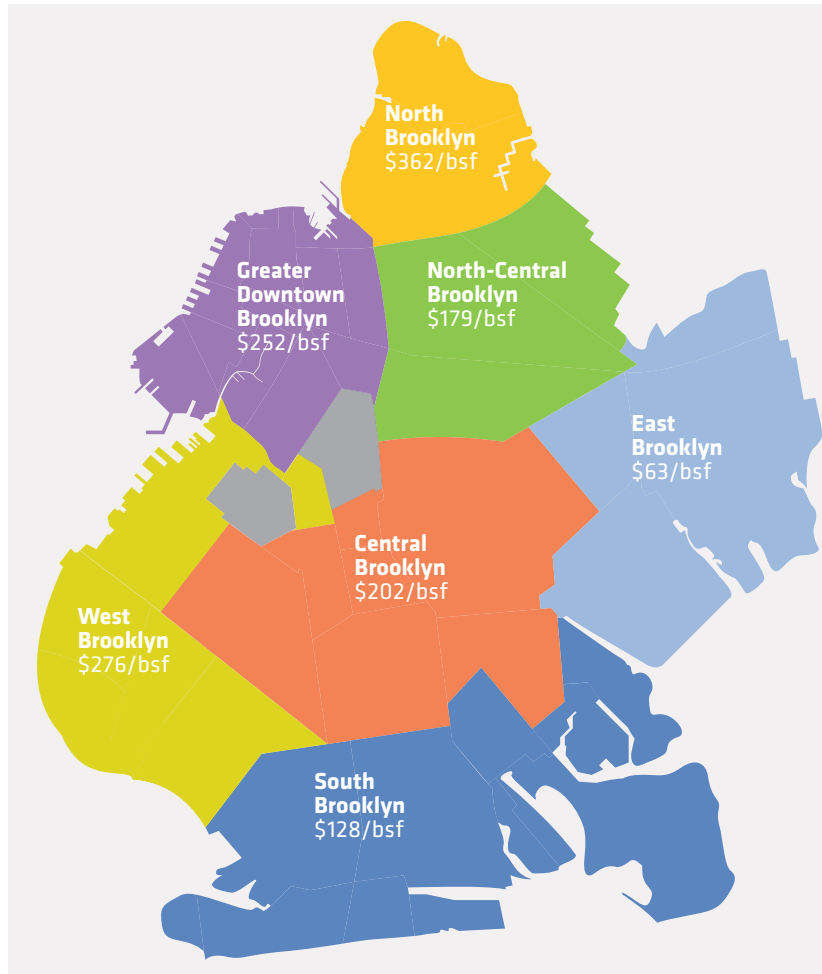 North
Brooklyn
$362/bsf
Greater
Downtown
Brooklyn
$252/bsf
North-Central
Brooklyn
$179/bsf
East
Brooklyn
$63/bsf
Central
Brooklyn
$202/bsf
West
Brooklyn
$276/bsf
South
Brooklyn
$128/bsf